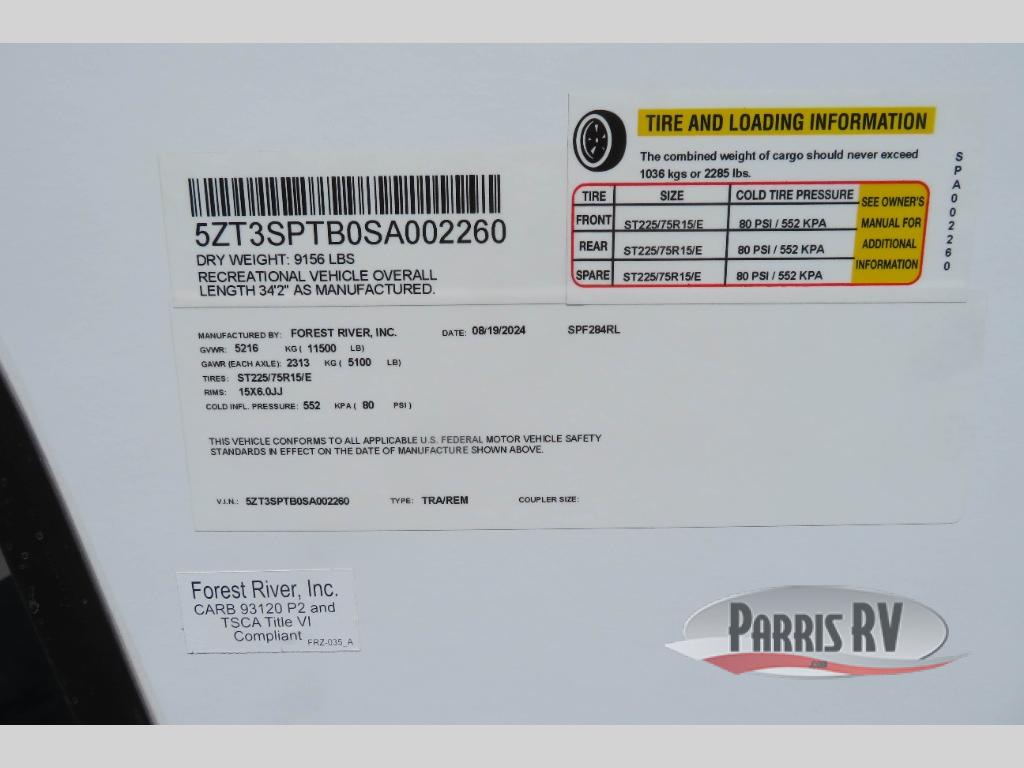 5ZT3SPTB0SA002260
DRY WEIGHT: 9156 LBS
RECREATIONAL VEHICLE OVERALL
LENGTH 34'2" AS MANUFACTURED.
TIRE AND LOADING INFORMATION
The combined weight of cargo should never exceed
1036 kgs or 2285 lbs.
TIRE SIZE COLD TIRE PRESSURE
FRONT ST225/75R15/E 80 PSI / 552 KPA
REAR ST225/75R15/E 80 PSI / 552 KPA
SPARE ST225/75R15/E 80 PSI / 552 KPA
SEE OWNER'S
MANUAL FOR
ADDITIONAL
INFORMATION
SPA002260
MANUFACTURED BY: FOREST RIVER, INC. DATE: 08/19/2024 SPF284RL
GVWR: 5216 KG ( 11500 LB)
GAWR (EACH AXLE): 2313 KG ( 5100 LB)
TIRES: ST225/75R15/E
RIMS: 15X6.0JJ
COLD INFL. PRESSURE: 552 KPA ( 80 PSI )
THIS VEHICLE CONFORMS TO ALL APPLICABLE U.S. FEDERAL MOTOR VEHICLE SAFETY
STANDARDS IN EFFECT ON THE DATE OF MANUFACTURE SHOWN ABOVE.
V.I.N.: 5ZT3SPTB0SA002260 TYPE: TRA/REM COUPLER SIZE:
Forest River, Inc.
CARB 93120 P2 and
TSCA Title VI
Compliant FRZ-035_A
PARRIS RV
.com